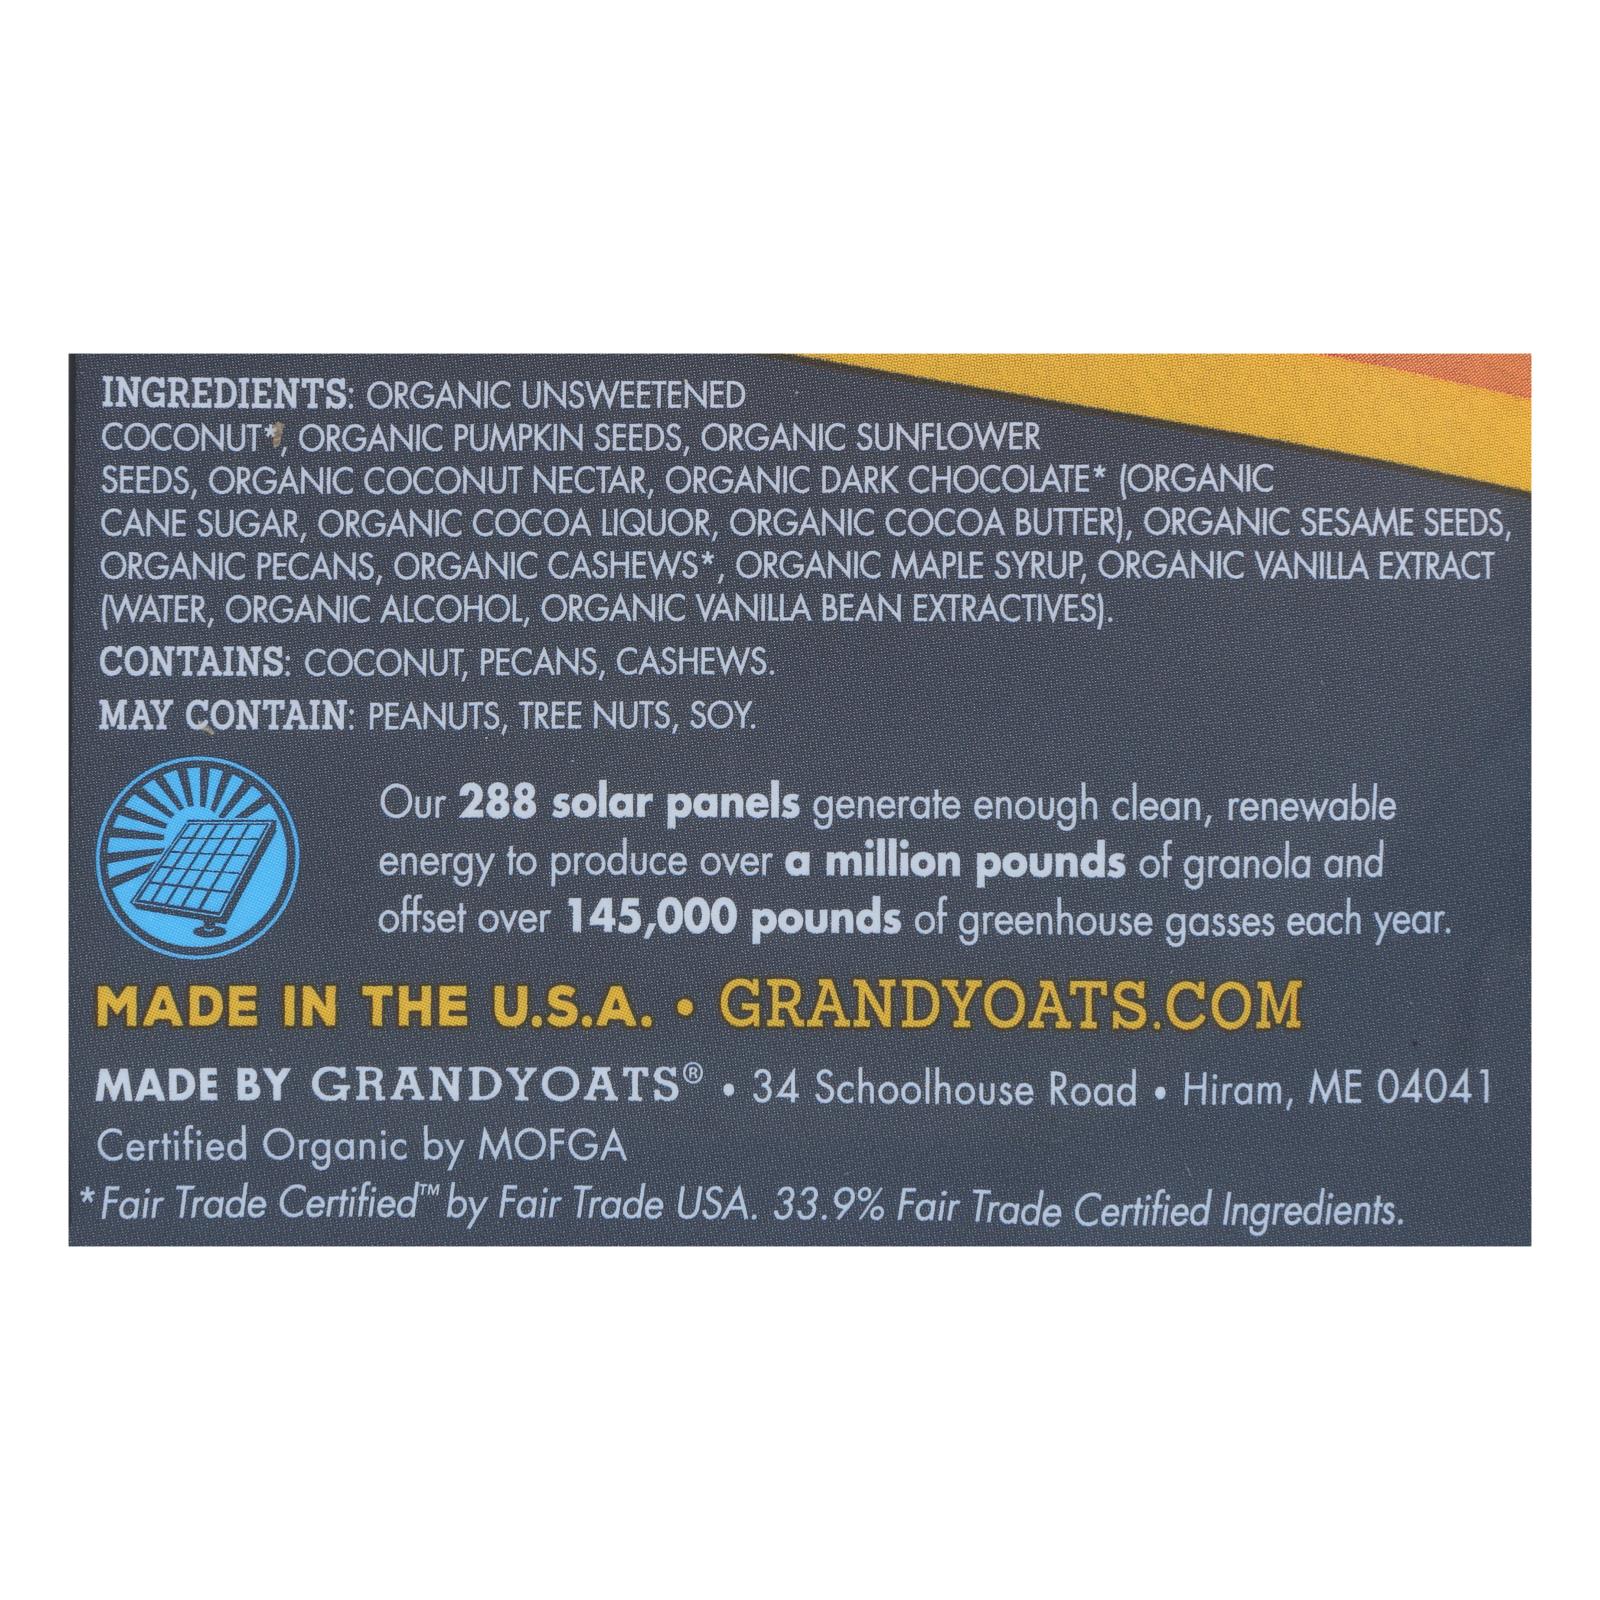 INGREDIENTS: ORGANIC UNSWEETENED
COCONUT*, ORGANIC PUMPKIN SEEDS, ORGANIC SUNFLOWER
SEEDS, ORGANIC COCONUT NECTAR, ORGANIC DARK CHOCOLATE* (ORGANIC
CANE SUGAR, ORGANIC COCOA LIQUOR, ORGANIC COCOA BUTTER), ORGANIC SESAME SEEDS,
ORGANIC PECANS, ORGANIC CASHEWS*, ORGANIC MAPLE SYRUP, ORGANIC VANILLA EXTRACT
(WATER, ORGANIC ALCOHOL, ORGANIC VANILLA BEAN EXTRACTIVES).
CONTAINS: COCONUT, PECANS, CASHEWS.
MAY CONTAIN: PEANUTS, TREE NUTS, SOY.
Our 288 solar panels generate enough clean, renewable
energy to produce over a million pounds of granola and
offset over 145,000 pounds of greenhouse gasses each year.
MADE IN THE U.S.A. • GRANDYOATS.COM
MADE BY GRANDYOATS® • 34 Schoolhouse Road • Hiram, ME 04041
Certified Organic by MOFGA
*Fair Trade Certified™ by Fair Trade USA. 33.9% Fair Trade Certified Ingredients.